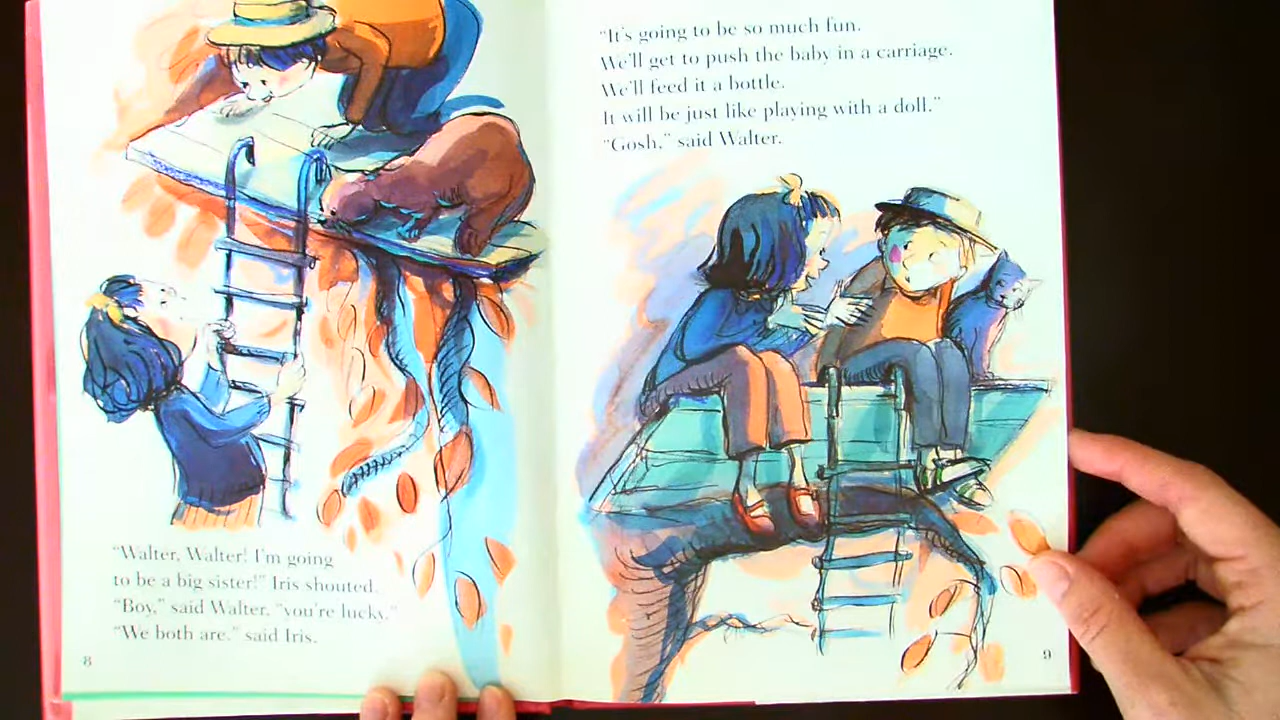 "Walter, Walter! I'm going
to be a big sister!" Iris shouted.
"Boy," said Walter, "you're lucky."
"We both are," said Iris.
8
"It's going to be so much fun.
We'll get to push the baby in a carriage.
We'll feed it a bottle.
It will be just like playing with a doll."
"Gosh," said Walter.
9